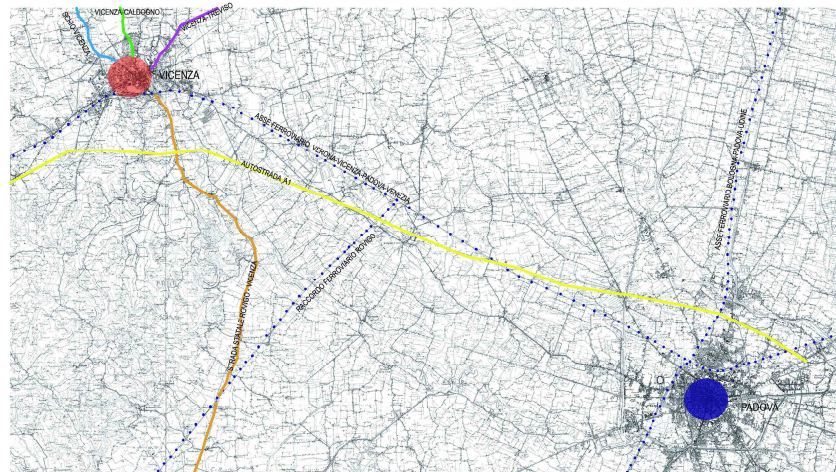 VICENZA-CALDOGNO
SCHIO-VICENZA
VICENZA-TREVISO
VICENZA
ASSE FERROVIARIO VERONA-VICENZA-PADOVA-VENEZIA
AUTOSTRADA A1
ASSE FERROVIARIO BOLOGNA-PADOVA-UDINE
RACCORDO FERROVIARIO ROVIGO
STRADA STATALE ROVIGO - VICENZA
PADOVA